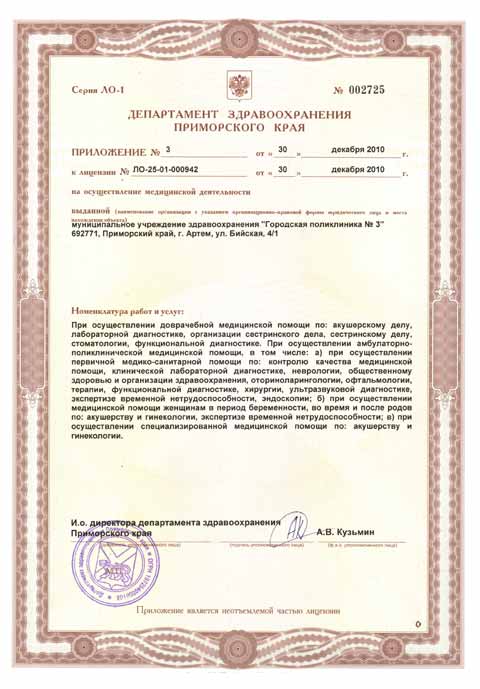 Серия ЛО-1
№ 002725
ДЕПАРТАМЕНТ ЗДРАВООХРАНЕНИЯ
ПРИМОРСКОГО КРАЯ
ПРИЛОЖЕНИЕ № 3 от « 30 » декабря 2010 г.
к лицензии № ЛО-25-01-000942 от « 30 » декабря 2010 г.
на осуществление медицинской деятельности
выданной (наименование организации с указанием организационно-правовой формы юридического лица и места
нахождения объекта)
муниципальное учреждение здравоохранения "Городская поликлиника № 3"
692771, Приморский край, г. Артем, ул. Бийская, 4/1
Номенклатура работ и услуг:
При осуществлении доврачебной медицинской помощи по: акушерскому делу,
лабораторной диагностике, организации сестринского дела, сестринскому делу,
стоматологии, функциональной диагностике. При осуществлении амбулаторно-
поликлинической медицинской помощи, в том числе: а) при осуществлении
первичной медико-санитарной помощи по: контролю качества медицинской
помощи, клинической лабораторной диагностике, неврологии, общественному
здоровью и организации здравоохранения, оториноларингологии, офтальмологии,
терапии, функциональной диагностике, хирургии, ультразвуковой диагностике,
экспертизе временной нетрудоспособности, эндоскопии; б) при осуществлении
медицинской помощи женщинам в период беременности, во время и после родов
по: акушерству и гинекологии, экспертизе временной нетрудоспособности; в) при
осуществлении специализированной медицинской помощи по: акушерству и
гинекологии.
И.о. директора департамента здравоохранения
Приморского края
А.В. Кузьмин
(подпись уполномоченного лица)
(ф.и.о. уполномоченного лица)
М.П.
Приложение является неотъемлемой частью лицензии